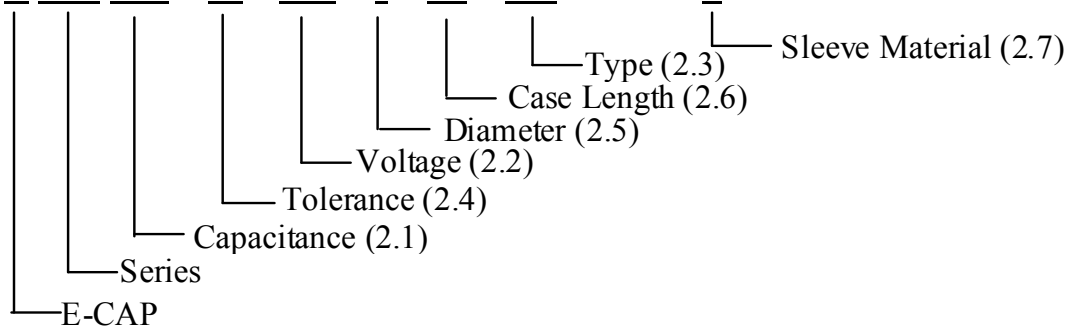 Sleeve Material (2.7)
Type (2.3)
Case Length (2.6)
Diameter (2.5)
Voltage (2.2)
Tolerance (2.4)
Capacitance (2.1)
Series
E-CAP